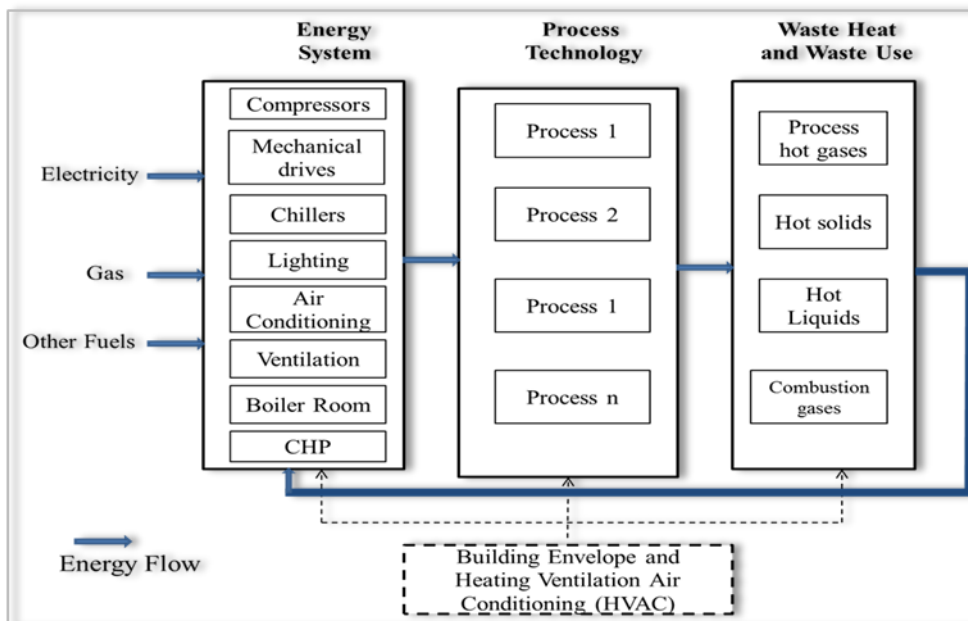 Energy
System
Process
Technology
Waste Heat
and Waste Use
Electricity
Gas
Other Fuels
Compressors
Mechanical
drives
Chillers
Lighting
Air
Conditioning
Ventilation
Boiler Room
CHP
Process 1
Process 2
Process 1
Process n
Process
hot gases
Hot solids
Hot
Liquids
Combustion
gases
Energy Flow
Building Envelope and
Heating Ventilation Air
Conditioning (HVAC)